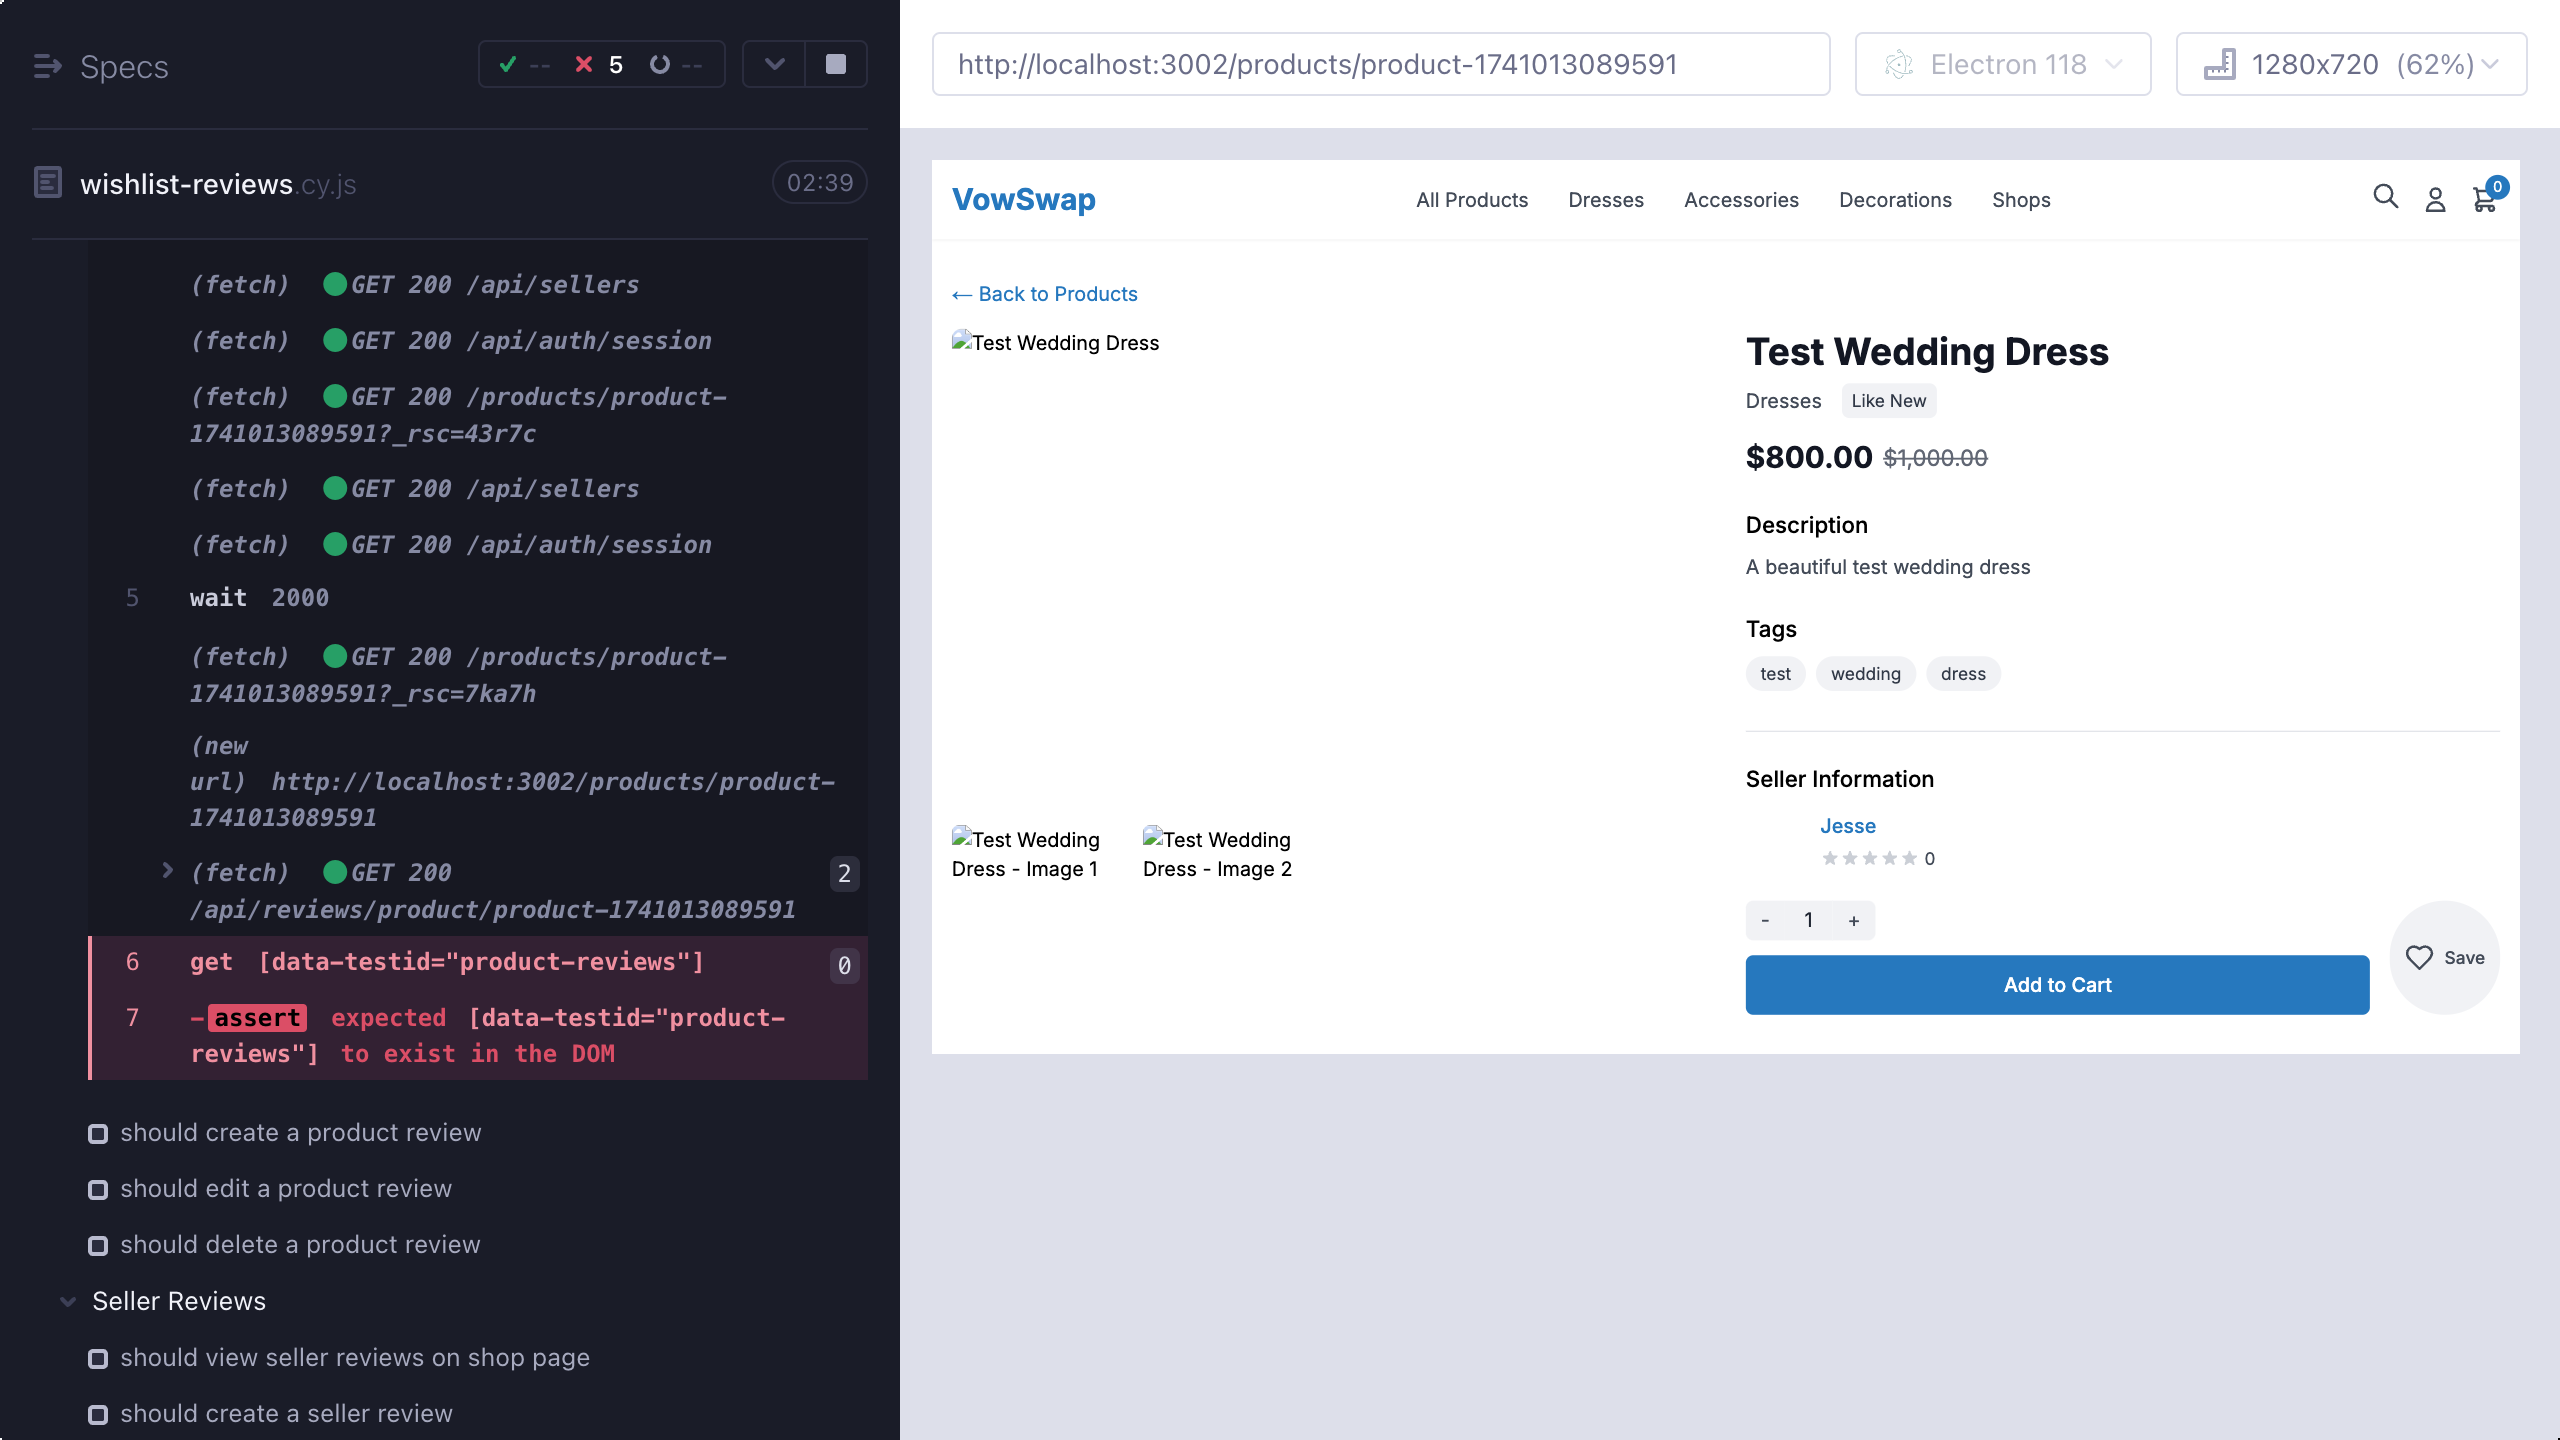 Specs
--
5
--
wishlist-reviews.cy.js
02:39
(fetch) GET 200 /api/sellers
(fetch) GET 200 /api/auth/session
(fetch) GET 200 /products/product-
1741013089591?_rsc=43r7c
(fetch) GET 200 /api/sellers
(fetch) GET 200 /api/auth/session
5 wait 2000
(fetch) GET 200 /products/product-
1741013089591?_rsc=7ka7h
(new
url) http://localhost:3002/products/product-
1741013089591
(fetch) GET 200
2
/api/reviews/product/product-1741013089591
6 get [data-testid="product-reviews"]
0
7 -assert expected [data-testid="product-
reviews"] to exist in the DOM
should create a product review
should edit a product review
should delete a product review
Seller Reviews
should view seller reviews on shop page
should create a seller review
http://localhost:3002/products/product-1741013089591
Electron 118
1280x720 (62%)
VowSwap
All Products
Dresses
Accessories
Decorations
Shops
0
← Back to Products
Test Wedding Dress
Test Wedding
Dress - Image 1
Test Wedding
Dress - Image 2
Test Wedding Dress
Dresses
Like New
$800.00 $1,000.00
Description
A beautiful test wedding dress
Tags
test
wedding
dress
Seller Information
Jesse
0
- 1 +
Add to Cart
Save